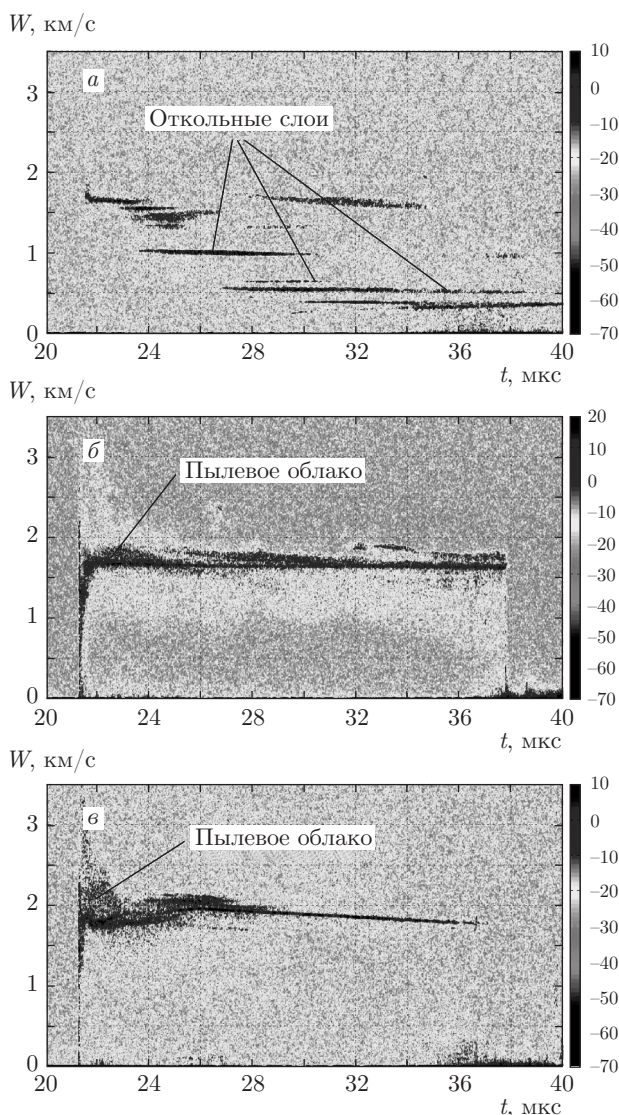 W, км/с
а
Откольные слои
3
2
1
0
20 24 28 32 36 40
t, мкс
10
0
–10
–20
–30
–40
–50
–60
–70
W, км/с
б
Пылевое облако
3
2
1
0
20 24 28 32 36 40
t, мкс
20
10
0
–10
–20
–30
–40
–50
–60
–70
W, км/с
в
Пылевое облако
3
2
1
0
20 24 28 32 36 40
t, мкс
10
0
–10
–20
–30
–40
–50
–60
–70